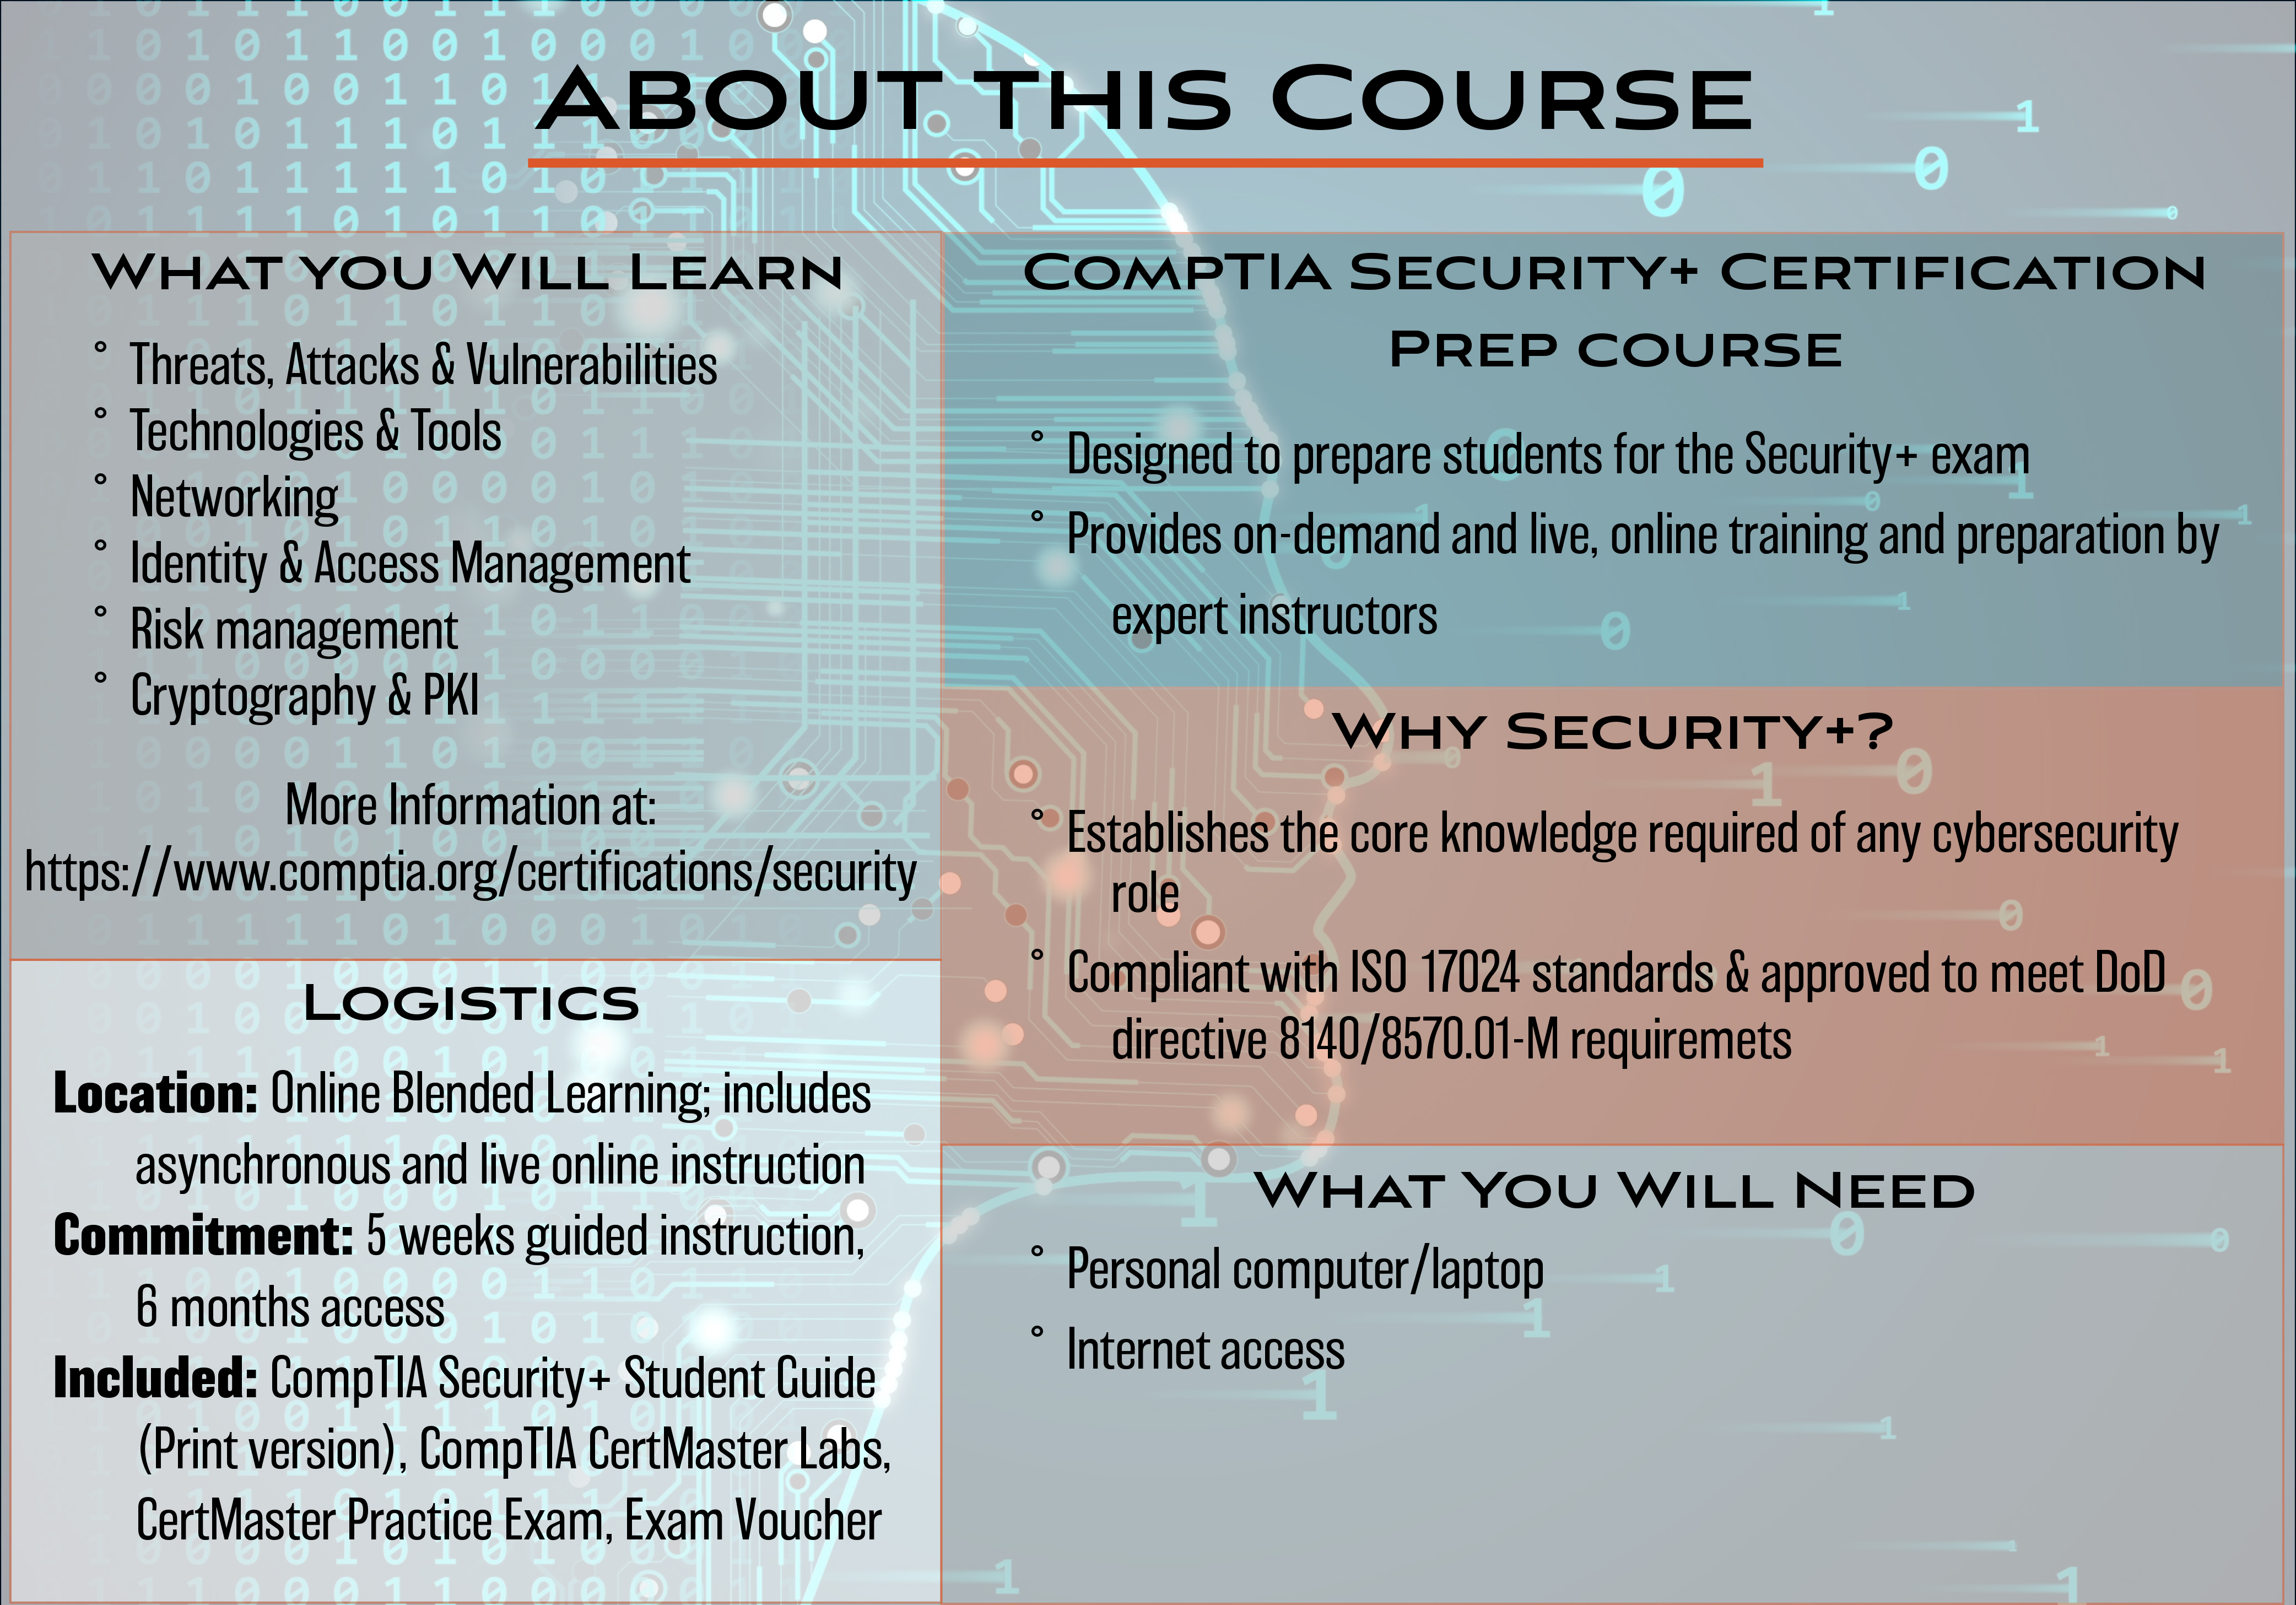 About this Course
What you Will Learn
° Threats, Attacks & Vulnerabilities
° Technologies & Tools
° Networking
° Identity & Access Management
° Risk management
° Cryptography & PKI
More Information at:
https://www.comptia.org/certifications/security
Logistics
Location: Online Blended Learning; includes
asynchronous and live online instruction
Commitment: 5 weeks guided instruction,
6 months access
Included: CompTIA Security+ Student Guide
(Print version), CompTIA CertMaster Labs,
CertMaster Practice Exam, Exam Voucher
CompTIA Security+ Certification
Prep course
° Designed to prepare students for the Security+ exam
° Provides on-demand and live, online training and preparation by
expert instructors
Why Security+?
° Establishes the core knowledge required of any cybersecurity
role
° Compliant with ISO 17024 standards & approved to meet DoD
directive 8140/8570.01-M requiremets
What You Will Need
° Personal computer/laptop
° Internet access